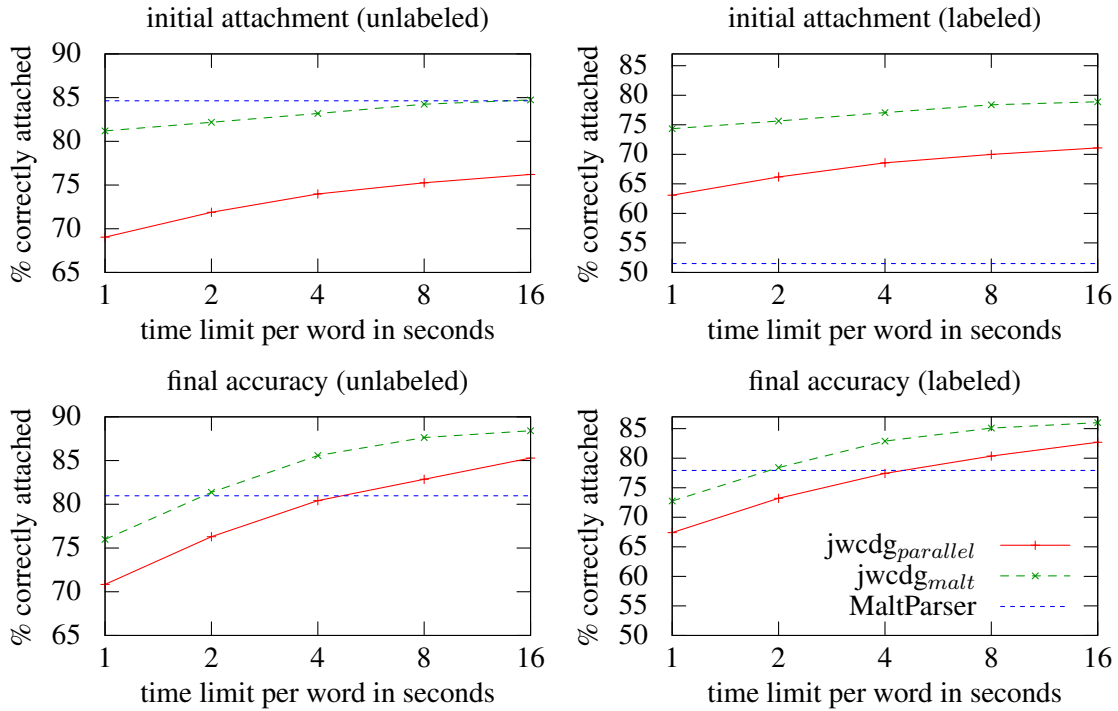 initial attachment (unlabeled)
% correctly attached
90
85
80
75
70
65
1 2 4 8 16
time limit per word in seconds
initial attachment (labeled)
% correctly attached
85
80
75
70
65
60
55
50
1 2 4 8 16
time limit per word in seconds
final accuracy (unlabeled)
% correctly attached
90
85
80
75
70
65
1 2 4 8 16
time limit per word in seconds
final accuracy (labeled)
% correctly attached
85
80
75
70
65
60
55
50
jwcdg parallel
jwcdg malt
MaltParser
1 2 4 8 16
time limit per word in seconds